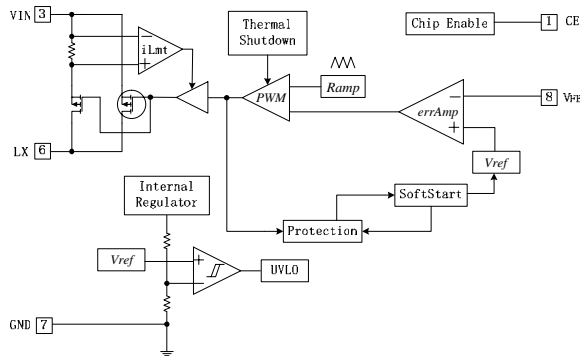 VIN 3
iLmt
Thermal
Shutdown
Chip Enable
1 CE
PWM
Ramp
errAmp
8 VFB
LX 6
Vref
Internal
Regulator
SoftStart
Protection
Vref
UVLO
GND 7